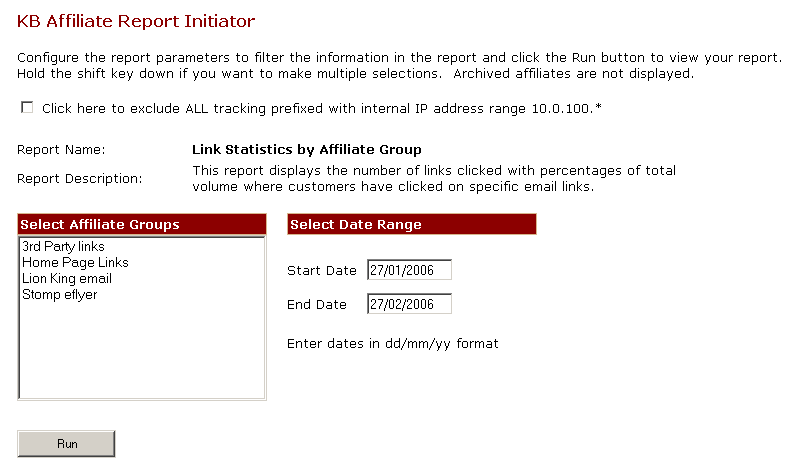 KB Affiliate Report Initiator
Configure the report parameters to filter the information in the report and click the Run button to view your report.
Hold the shift key down if you want to make multiple selections.  Archived affiliates are not displayed.
Click here to exclude ALL tracking prefixed with internal IP address range 10.0.100.*
Report Name: Link Statistics by Affiliate Group
Report Description: This report displays the number of links clicked with percentages of total
volume where customers have clicked on specific email links.
Select Affiliate Groups
3rd Party links
Home Page Links
Lion King email
Stomp eflyer
Select Date Range
Start Date 27/01/2006
End Date 27/02/2006
Enter dates in dd/mm/yy format
Run